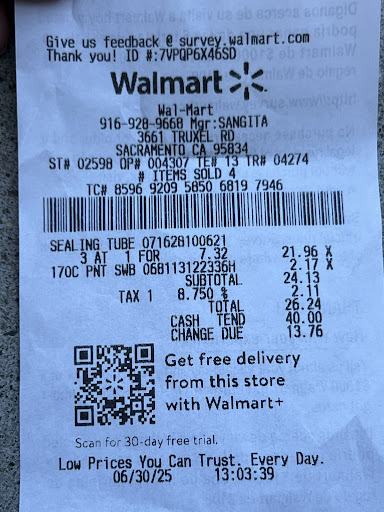 Give us feedback @ survey.walmart.com
Thank you! ID #:7VPQP6X46SD
Walmart
Wal-Mart
916-928-9668 Mgr:SANGITA
3661 TRUXEL RD
SACRAMENTO CA 95834
ST# 02598 OP# 004307 TE# 13 TR# 04274
# ITEMS SOLD 4
TC# 8596 9209 5850 6819 7946
SEALING TUBE 071628100621
3 AT 1 FOR 7.32 21.96 X
170C PNT SWB 068113122336H 2.17 X
SUBTOTAL 24.13
TAX 1 8.750 % 2.11
TOTAL 26.24
CASH TEND 40.00
CHANGE DUE 13.76
Get free delivery
from this store
with Walmart+
Scan for 30-day free trial.
Low Prices You Can Trust. Every Day.
06/30/25 13:03:39